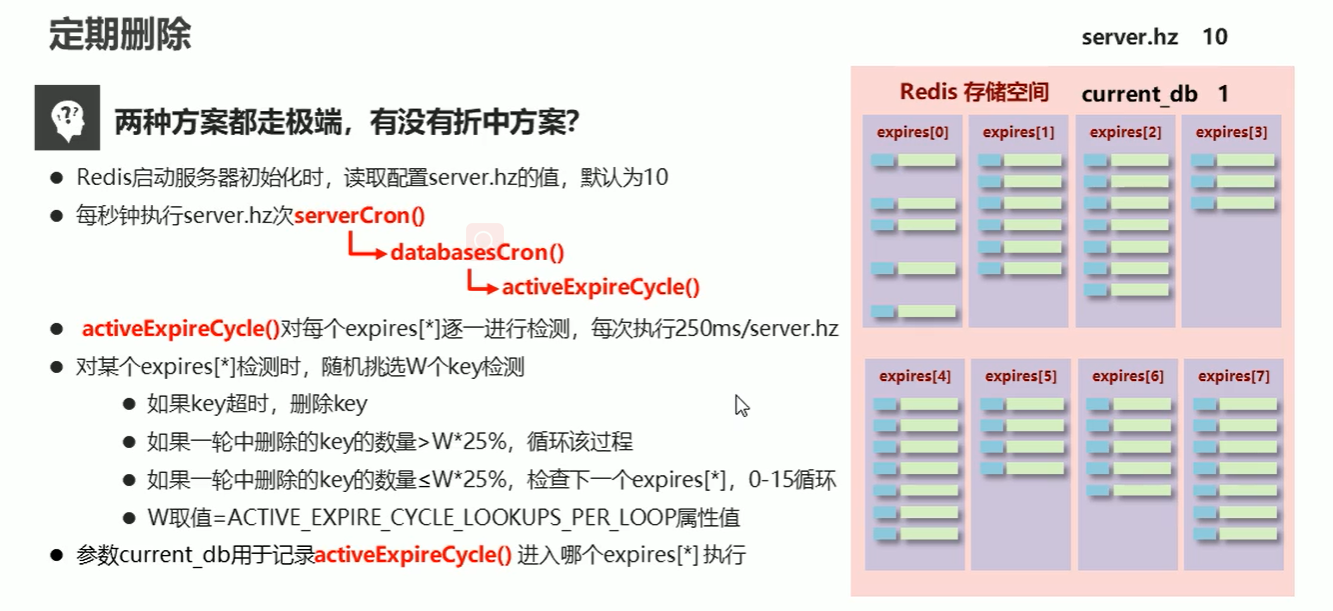 定期删除
两种方案都走极端，有没有折中方案？
● Redis启动服务器初始化时，读取配置server.hz的值，默认为10
● 每秒钟执行server.hz次serverCron()
databasesCron()
activeExpireCycle()
● activeExpireCycle()对每个expires[*]逐一进行检测，每次执行250ms/server.hz
● 对某个expires[*]检测时，随机挑选W个key检测
● 如果key超时，删除key
● 如果一轮中删除的key的数量>W*25%，循环该过程
● 如果一轮中删除的key的数量≤W*25%，检查下一个expires[*]，0-15循环
● W取值=ACTIVE_EXPIRE_CYCLE_LOOKUPS_PER_LOOP属性值
● 参数current_db用于记录activeExpireCycle() 进入哪个expires[*] 执行
server.hz 10
Redis 存储空间 current_db 1
expires[0] expires[1] expires[2] expires[3]
expires[4] expires[5] expires[6] expires[7]